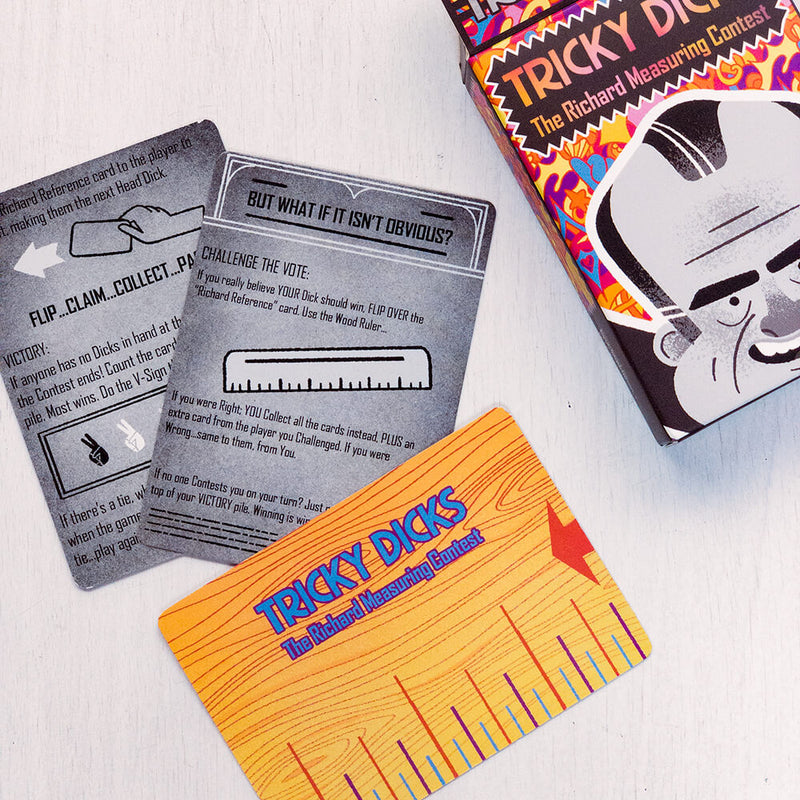 TRICKY DICKS
The Richard Measuring Contest
Richard Reference card to the player to
making them the next Head Dick.
FLIP...CLAIM...COLLECT...
VICTORY:
If anyone has no Dicks in hand at th
the Contest ends! Count the card
pile. Most wins. Do the V-Sign
If there's a tie,
when the gam
tie...play agai
BUT WHAT IF IT ISN'T OBVIOUS?
CHALLENGE THE VOTE:
If you really believe YOUR Dick should win, FLIP OVER the
"Richard Reference" card. Use the Wood Ruler...
If you were Right; YOU Collect all the cards instead, PLUS an
extra card from the player you Challenged. If you were
Wrong...same to them, from You.
If no one Contests you on your turn? Just
top of your VICTORY pile. Winning is win
TRICKY DICKS
The Richard Measuring Contest